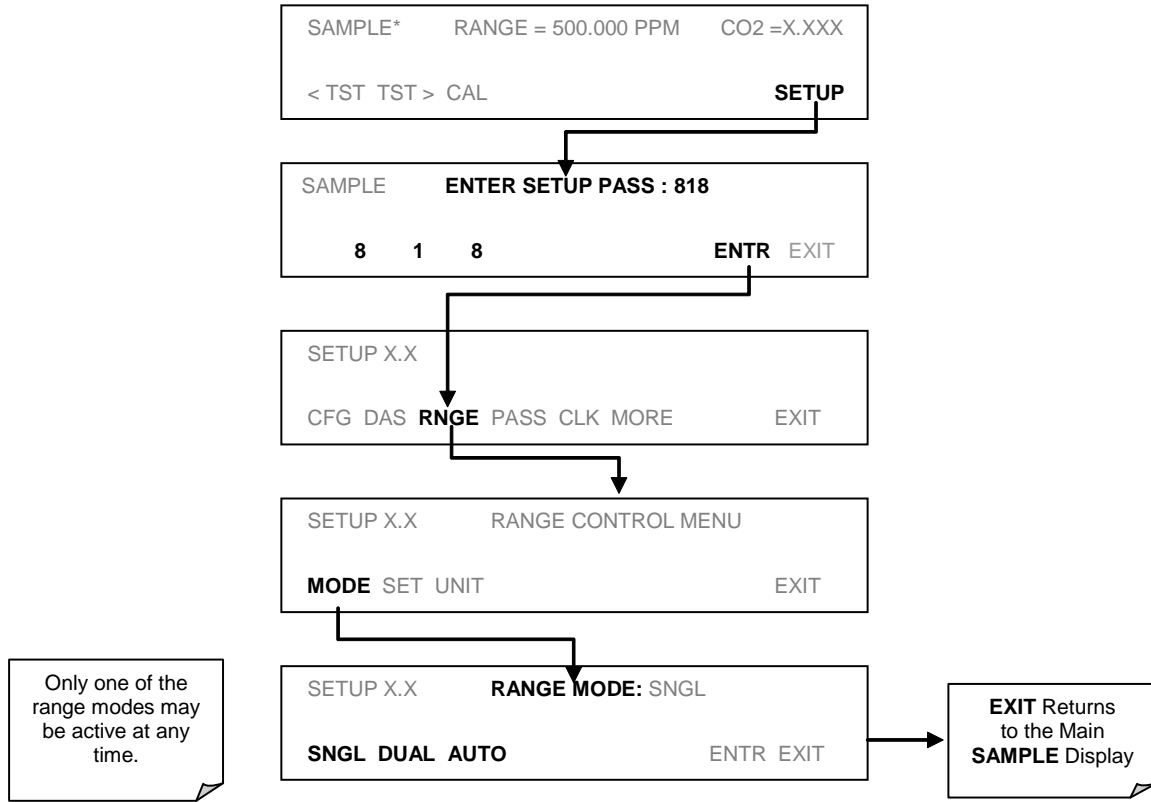 SAMPLE* RANGE = 500.000 PPM CO2 =X.XXX
< TST TST > CAL SETUP
SAMPLE ENTER SETUP PASS : 818
8 1 8 ENTR EXIT
SETUP X.X
CFG DAS RNGE PASS CLK MORE EXIT
SETUP X.X RANGE CONTROL MENU
MODE SET UNIT EXIT
Only one of the
range modes may
be active at any
time.
SETUP X.X RANGE MODE: SNGL
SNGL DUAL AUTO ENTR EXIT
EXIT Returns
to the Main
SAMPLE Display